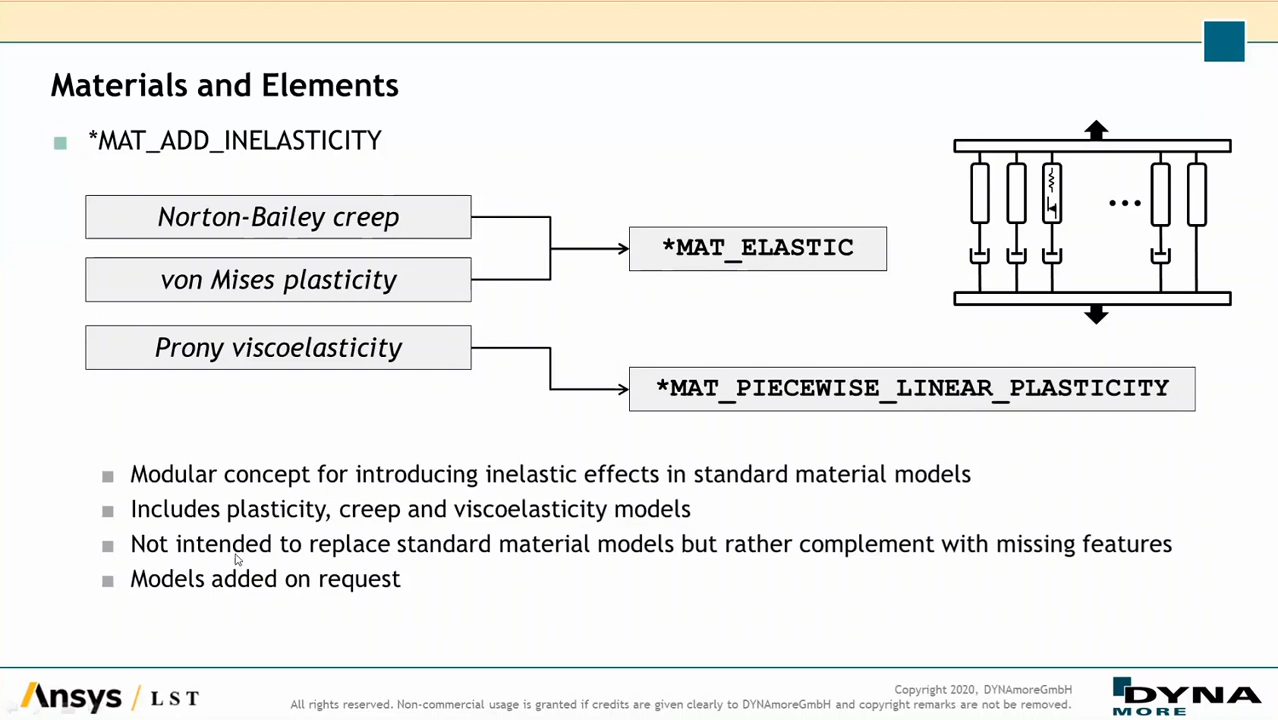 Materials and Elements
*MAT_ADD_INELASTICITY
Norton-Bailey creep
von Mises plasticity
*MAT_ELASTIC
Prony viscoelasticity
*MAT_PIECEWISE_LINEAR_PLASTICITY
Modular concept for introducing inelastic effects in standard material models
Includes plasticity, creep and viscoelasticity models
Not intended to replace standard material models but rather complement with missing features
Models added on request
Ansys / LST
Copyright 2020, DYNAmoreGmbH
All rights reserved. Non-commercial usage is granted if credits are given clearly to DYNAmoreGmbH and copyright remarks are not be removed.
DYNA
MORE